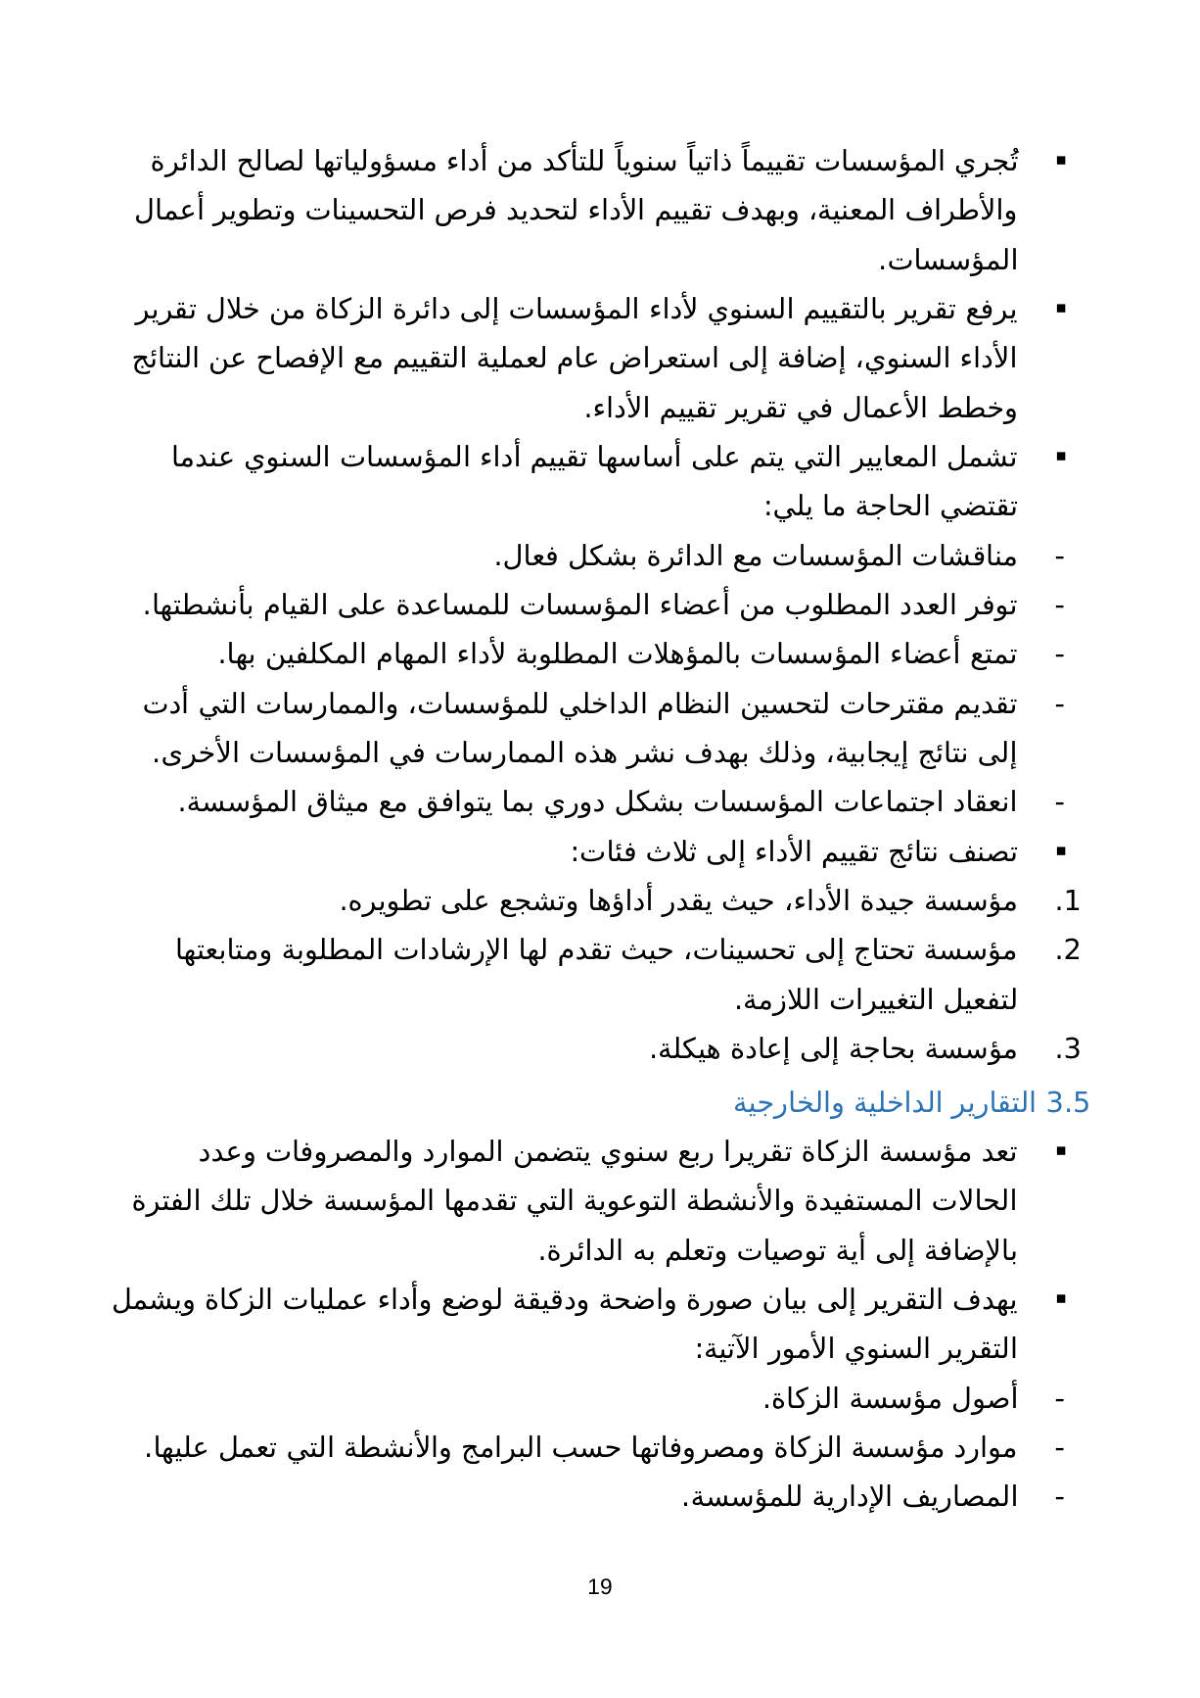 ▪ تُجري المؤسسات تقييماً ذاتياً سنوياً للتأكد من أداء مسؤولياتها لصالح الدائرة
والأطراف المعنية، وبهدف تقييم الأداء لتحديد فرص التحسينات وتطوير أعمال
المؤسسات.
▪ يرفع تقرير بالتقييم السنوي لأداء المؤسسات إلى دائرة الزكاة من خلال تقرير
الأداء السنوي، إضافة إلى استعراض عام لعملية التقييم مع الإفصاح عن النتائج
وخطط الأعمال في تقرير تقييم الأداء.
▪ تشمل المعايير التي يتم على أساسها تقييم أداء المؤسسات السنوي عندما
تقتضي الحاجة ما يلي:
- مناقشات المؤسسات مع الدائرة بشكل فعال.
- توفر العدد المطلوب من أعضاء المؤسسات للمساعدة على القيام بأنشطتها.
- تمتع أعضاء المؤسسات بالمؤهلات المطلوبة لأداء المهام المكلفين بها.
- تقديم مقترحات لتحسين النظام الداخلي للمؤسسات، والممارسات التي أدت
إلى نتائج إيجابية، وذلك بهدف نشر هذه الممارسات في المؤسسات الأخرى.
- انعقاد اجتماعات المؤسسات بشكل دوري بما يتوافق مع ميثاق المؤسسة.
▪ تصنف نتائج تقييم الأداء إلى ثلاث فئات:
1. مؤسسة جيدة الأداء، حيث يقدر أداؤها وتشجع على تطويره.
2. مؤسسة تحتاج إلى تحسينات، حيث تقدم لها الإرشادات المطلوبة ومتابعتها
لتفعيل التغييرات اللازمة.
3. مؤسسة بحاجة إلى إعادة هيكلة.
3.5 التقارير الداخلية والخارجية
▪ تعد مؤسسة الزكاة تقريرا ربع سنوي يتضمن الموارد والمصروفات وعدد
الحالات المستفيدة والأنشطة التوعوية التي تقدمها المؤسسة خلال تلك الفترة
بالإضافة إلى أية توصيات وتعلم به الدائرة.
▪ يهدف التقرير إلى بيان صورة واضحة ودقيقة لوضع وأداء عمليات الزكاة ويشمل
التقرير السنوي الأمور الآتية:
- أصول مؤسسة الزكاة.
- موارد مؤسسة الزكاة ومصروفاتها حسب البرامج والأنشطة التي تعمل عليها.
- المصاريف الإدارية للمؤسسة.
19